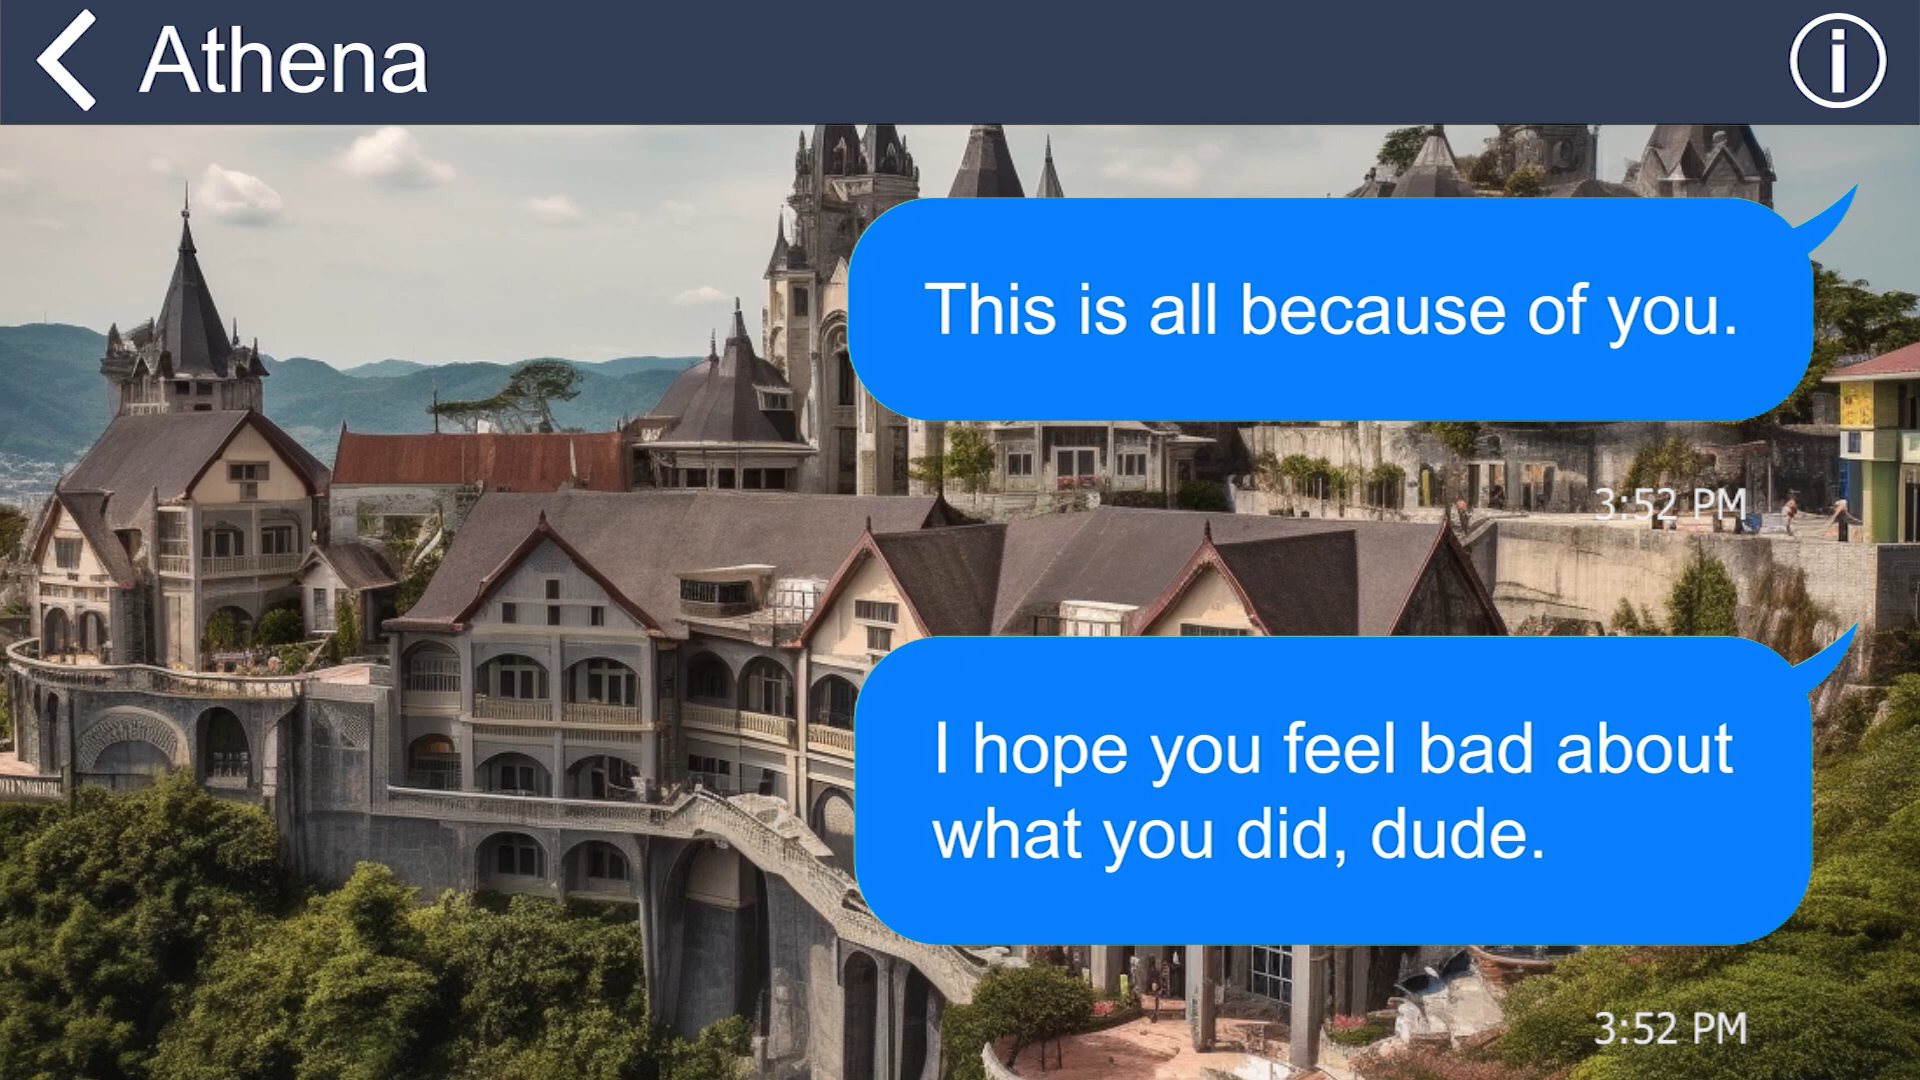 Athena
This is all because of you.
3:52 PM
I hope you feel bad about
what you did, dude.
3:52 PM